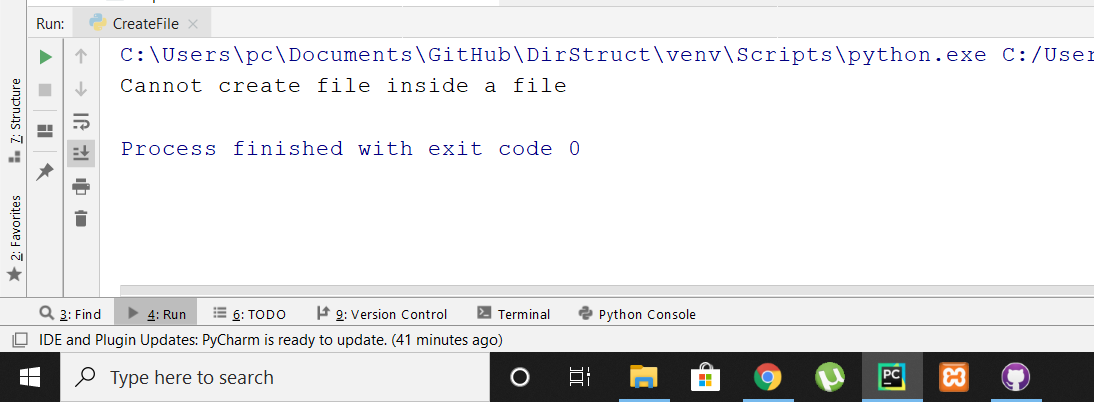 Run: CreateFile
C:\Users\pc\Documents\GitHub\DirStruct\venv\Scripts\python.exe C:/User
Cannot create file inside a file
Process finished with exit code 0
7: Structure
2: Favorites
3: Find 4: Run 6: TODO 9: Version Control Terminal Python Console
IDE and Plugin Updates: PyCharm is ready to update. (41 minutes ago)
Type here to search
PC